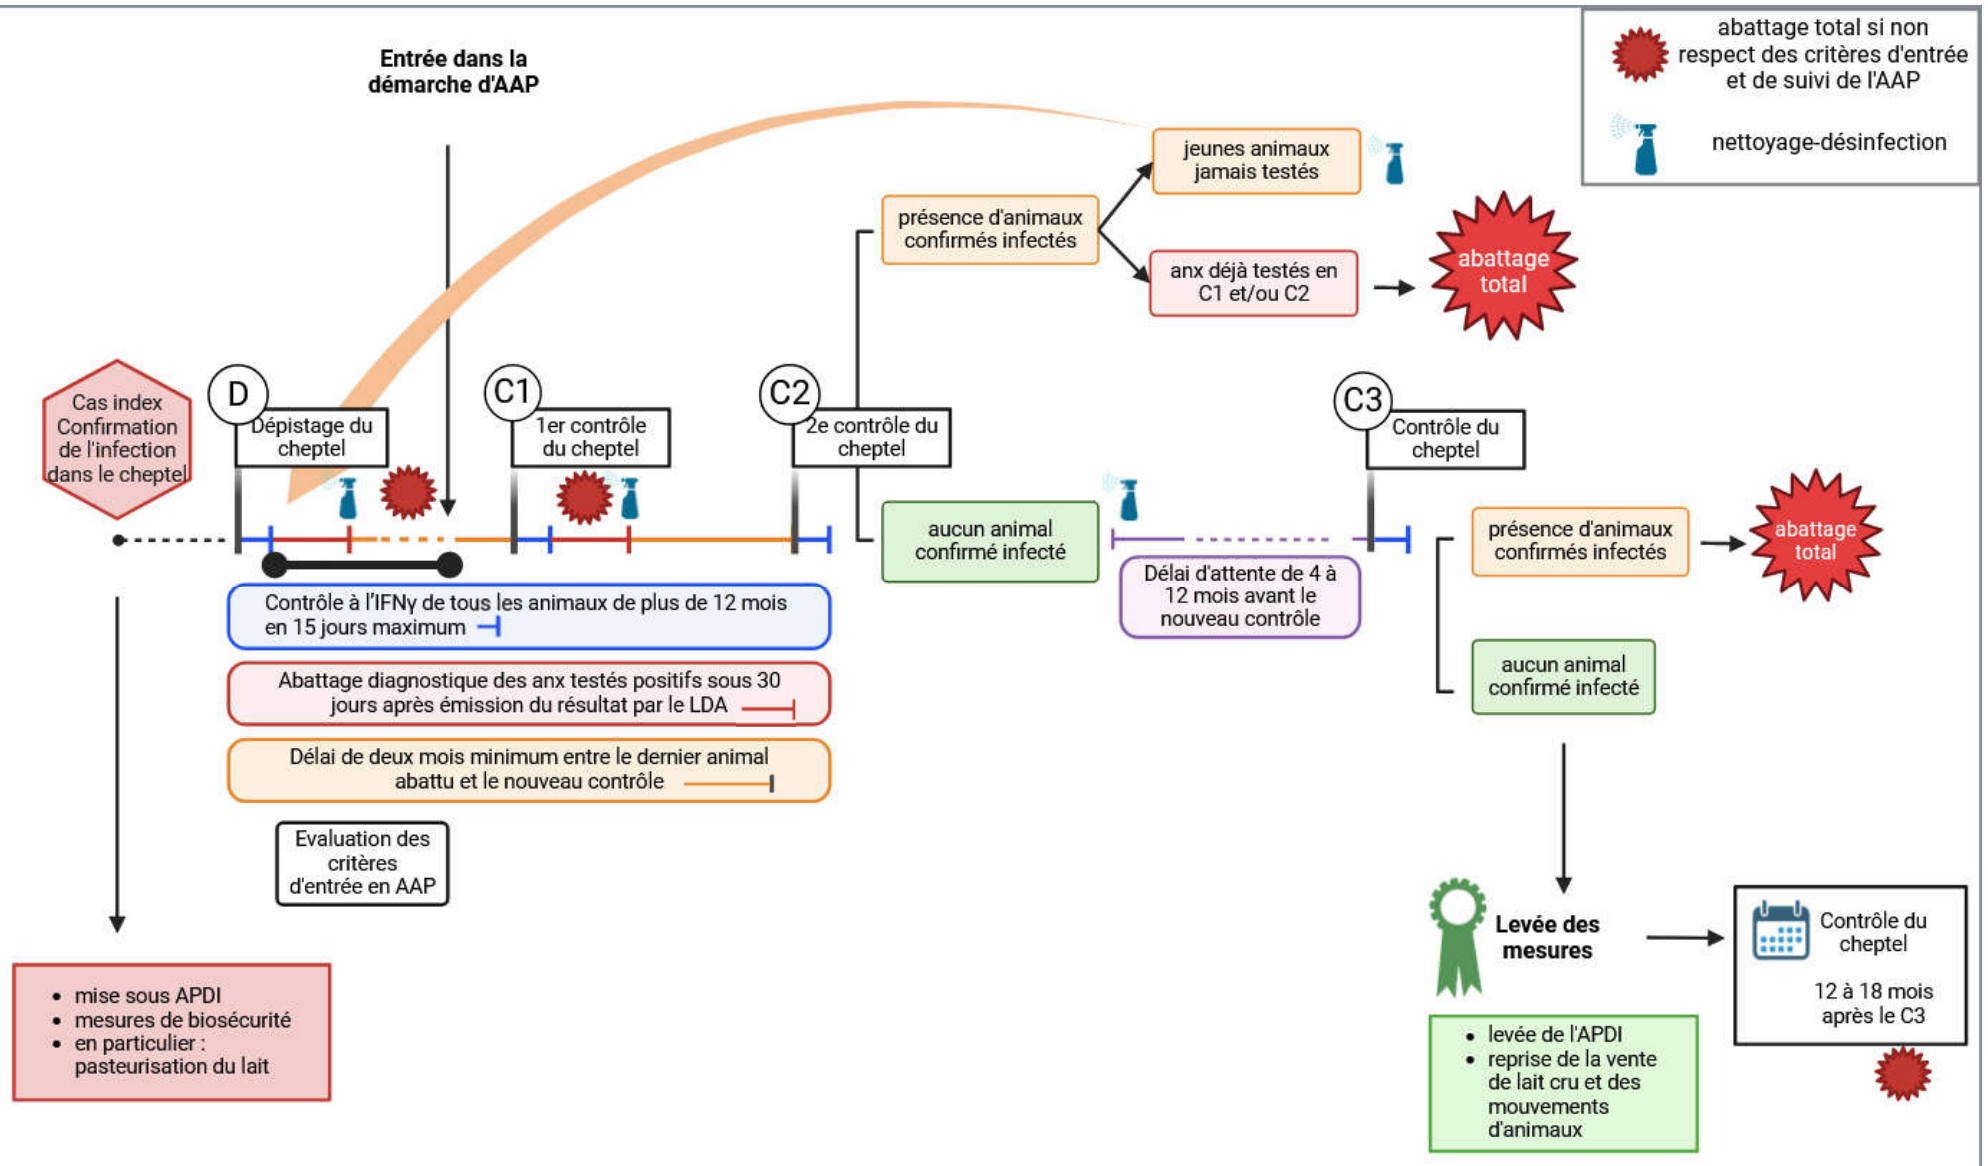 Entrée dans la
démarche d'AAP
abattage total si non
respect des critères d'entrée
et de suivi de l'AAP
nettoyage-désinfection
jeunes animaux
jamais testés
présence d'animaux
confirmés infectés
anx déjà testés en
C1 et/ou C2
abattage
total
Cas index
Confirmation
de l'infection
dans le cheptel
D
Dépistage du
cheptel
C1
1er contrôle
du cheptel
C2
2e contrôle du
cheptel
C3
Contrôle du
cheptel
aucun animal
confirmé infecté
Délai d'attente de 4 à
12 mois avant le
nouveau contrôle
présence d'animaux
confirmés infectés
abattage
total
aucun animal
confirmé infecté
Contrôle à l'IFNγ de tous les animaux de plus de 12 mois
en 15 jours maximum
Abattage diagnostique des anx testés positifs sous 30
jours après émission du résultat par le LDA
Délai de deux mois minimum entre le dernier animal
abattu et le nouveau contrôle
Evaluation des
critères
d'entrée en AAP
• mise sous APDI
• mesures de biosécurité
• en particulier :
pasteurisation du lait
Levée des
mesures
Contrôle du
cheptel
12 à 18 mois
après le C3
• levée de l'APDI
• reprise de la vente
de lait cru et des
mouvements
d'animaux